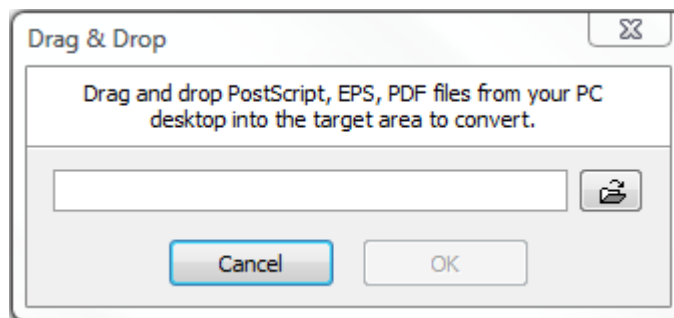 Drag & Drop
Drag and drop PostScript, EPS, PDF files from your PC
desktop into the target area to convert.
Cancel
OK